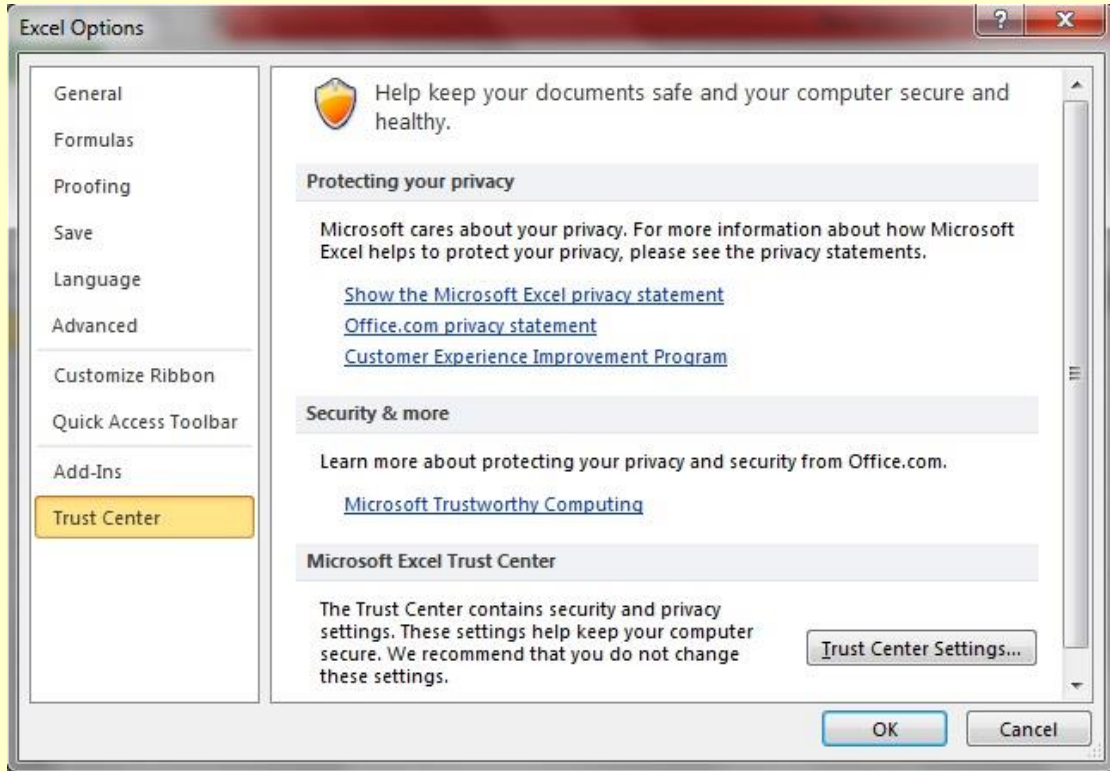 Excel Options
?
General
Formulas
Proofing
Save
Language
Advanced
Customize Ribbon
Quick Access Toolbar
Add-Ins
Trust Center
Help keep your documents safe and your computer secure and
healthy.
Protecting your privacy
Microsoft cares about your privacy. For more information about how Microsoft
Excel helps to protect your privacy, please see the privacy statements.
Show the Microsoft Excel privacy statement
Office.com privacy statement
Customer Experience Improvement Program
Security & more
Learn more about protecting your privacy and security from Office.com.
Microsoft Trustworthy Computing
Microsoft Excel Trust Center
The Trust Center contains security and privacy
settings. These settings help keep your computer
secure. We recommend that you do not change
these settings.
Trust Center Settings...
OK
Cancel